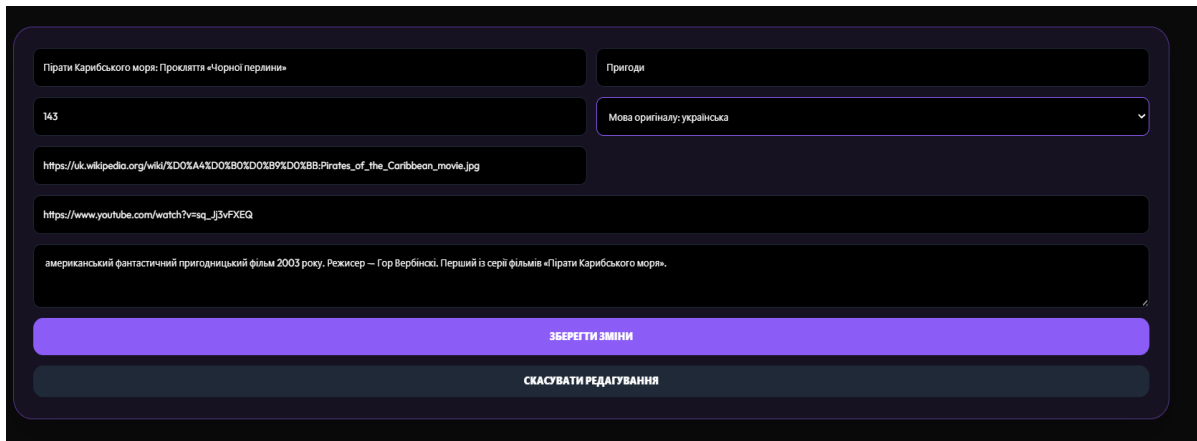 Пірати Карибського моря: Прокляття «Чорної перлини»
Пригоди
143
Мова оригіналу: українська
https://uk.wikipedia.org/wiki/%D0%A4%D0%B0%D0%B9%D0%BB:Pirates_of_the_Caribbean_movie.jpg
https://www.youtube.com/watch?v=sq_Jj3vFXEQ
американський фантастичний пригодницький фільм 2003 року. Режисер — Гор Вербінскі. Перший із серії фільмів «Пірати Карибського моря».
ЗБЕРЕГТИ ЗМІНИ
СКАСУВАТИ РЕДАГУВАННЯ